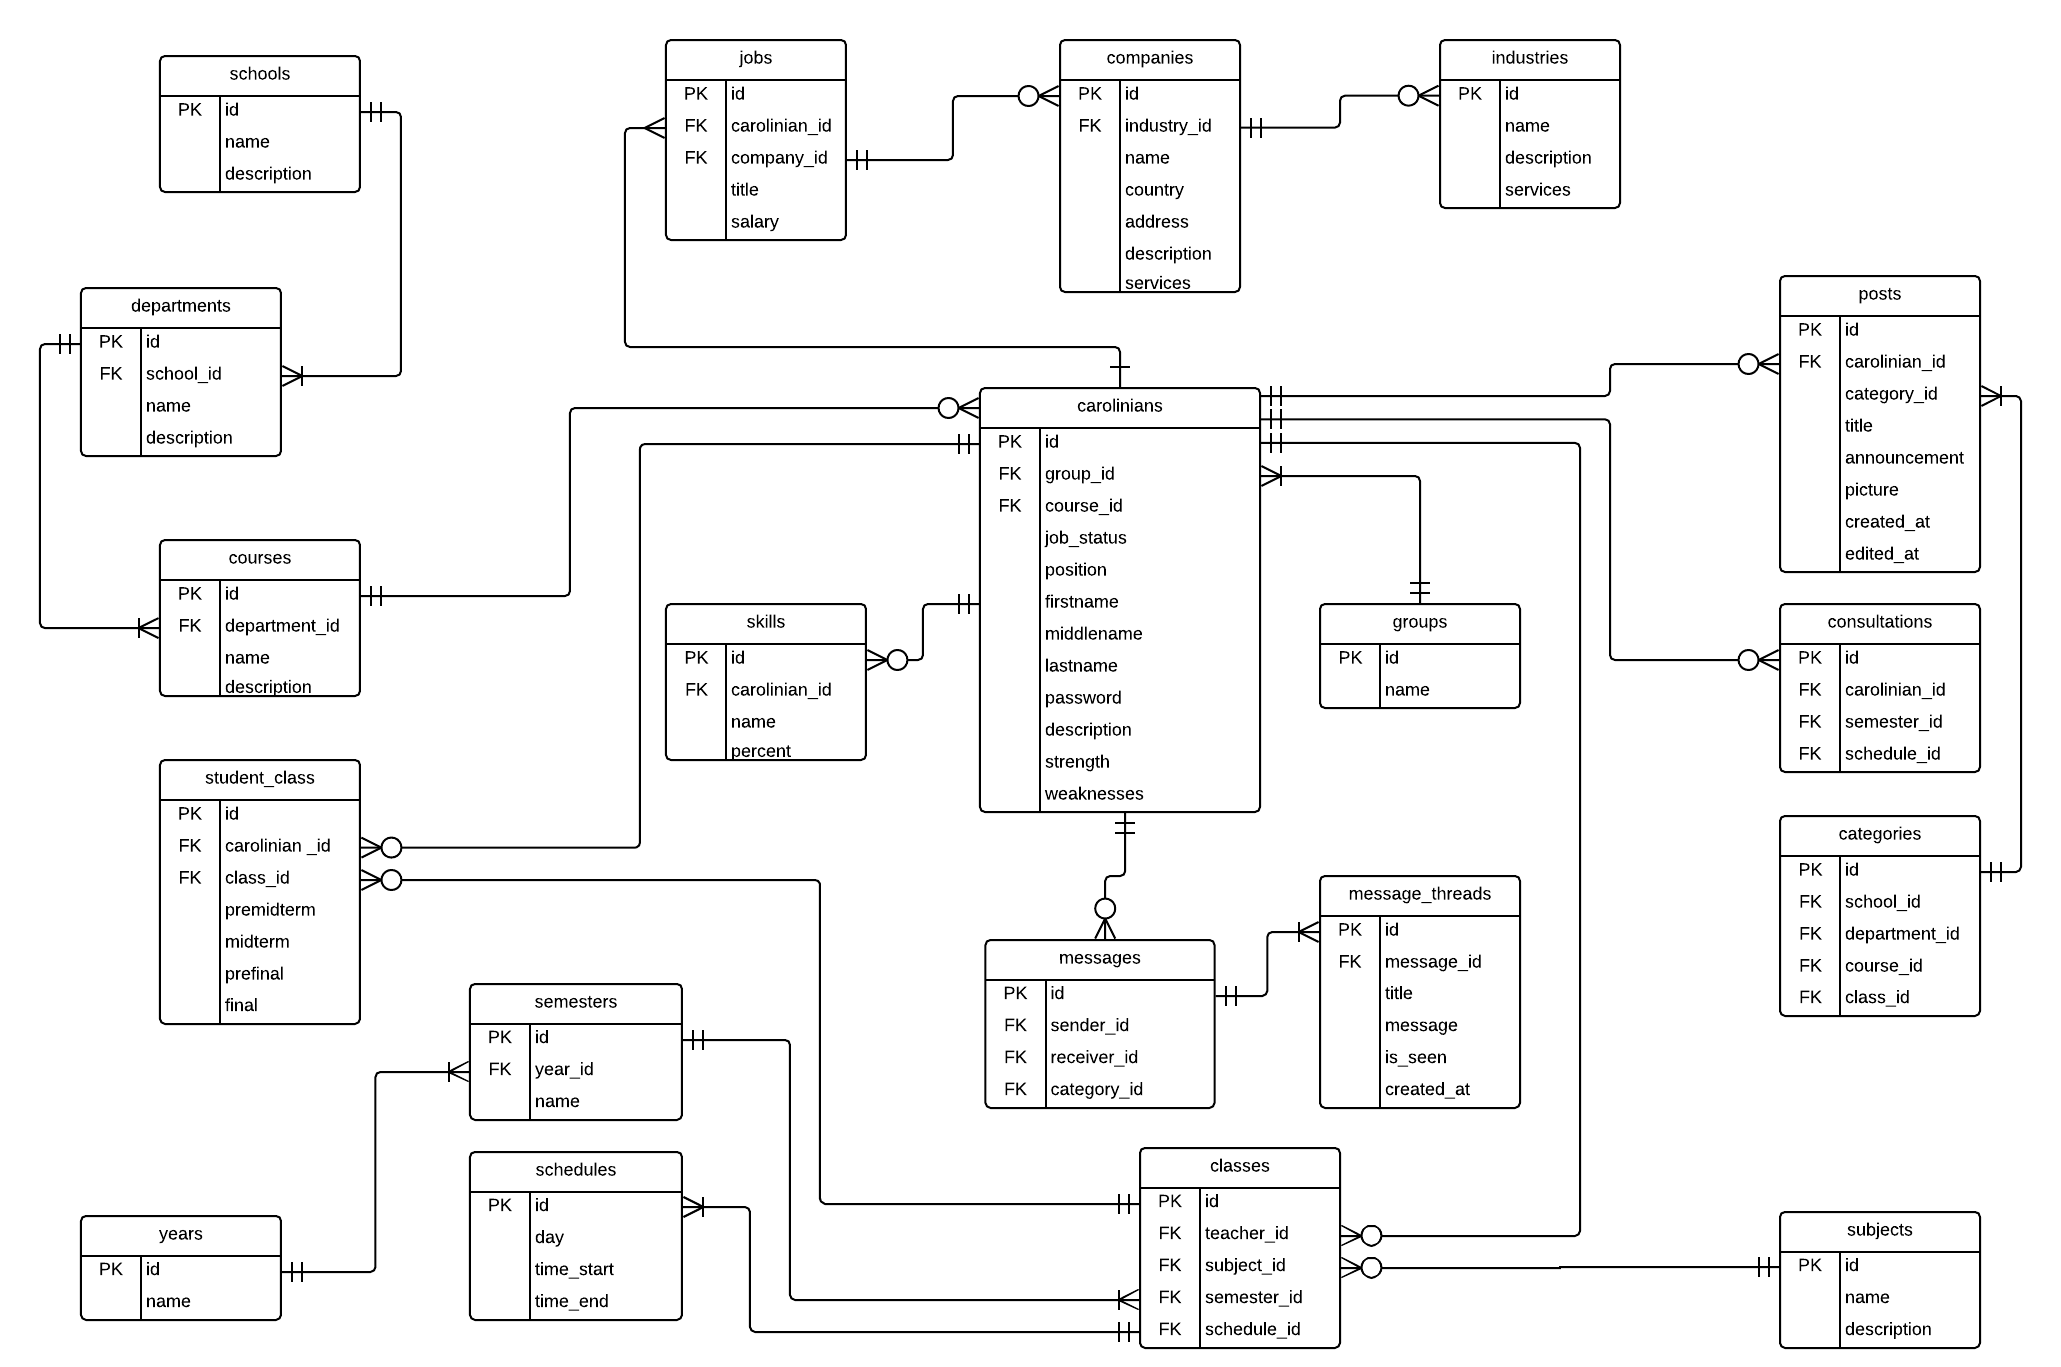 schools
PK id
name
description
jobs
PK id
FK carolinian_id
FK company_id
title
salary
companies
PK id
FK industry_id
name
country
address
description
services
industries
PK id
name
description
services
departments
PK id
FK school_id
name
description
posts
PK id
FK carolinian_id
category_id
title
announcement
picture
created_at
edited_at
carolinians
PK id
FK group_id
FK course_id
job_status
position
firstname
middlename
lastname
password
description
strength
weaknesses
courses
PK id
FK department_id
name
description
skills
PK id
FK carolinian_id
name
percent
groups
PK id
name
consultations
PK id
FK carolinian_id
FK semester_id
FK schedule_id
student_class
PK id
FK carolinian _id
FK class_id
premidterm
midterm
prefinal
final
categories
PK id
FK school_id
FK department_id
FK course_id
FK class_id
message_threads
PK id
FK message_id
title
message
is_seen
created_at
messages
PK id
FK sender_id
FK receiver_id
FK category_id
semesters
PK id
FK year_id
name
schedules
PK id
day
time_start
time_end
classes
PK id
FK teacher_id
FK subject_id
FK semester_id
FK schedule_id
years
PK id
name
subjects
PK id
name
description